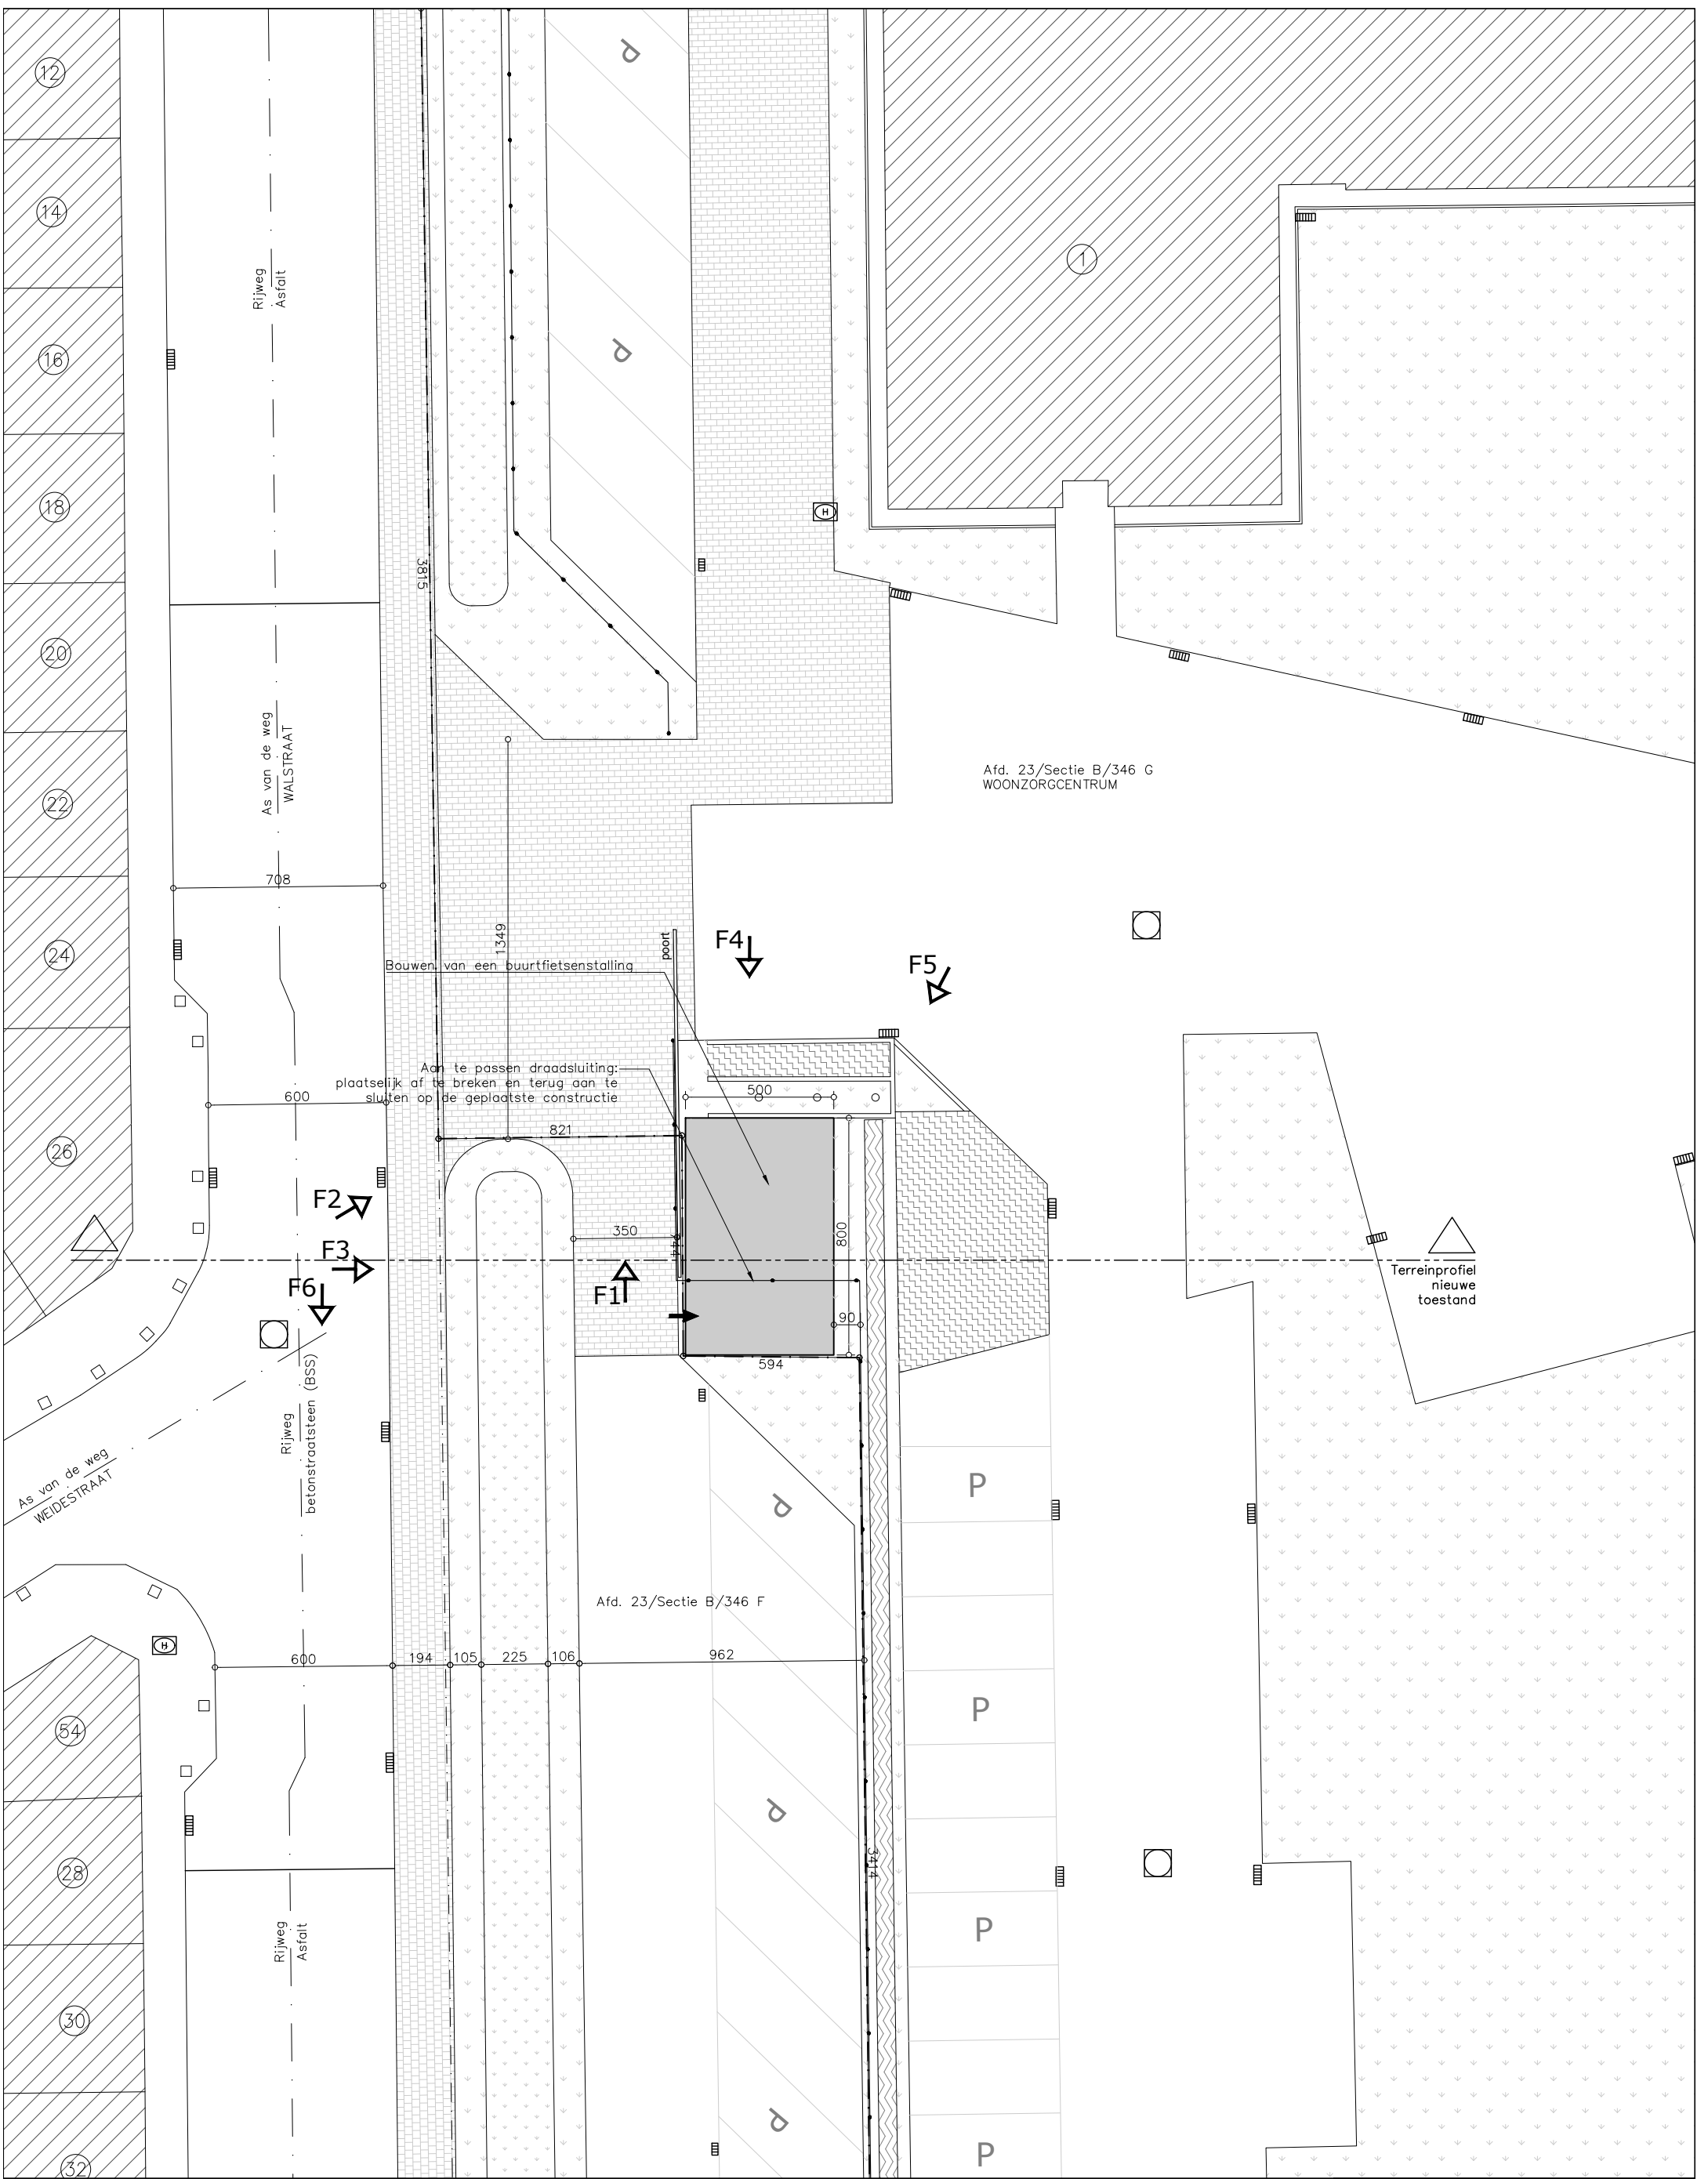 12
14
16
18
20
22
24
26
54
28
30
32
1
P
P
H
Rijweg
Asfalt
3815
As van de weg
WALSTRAAT
Afd. 23/Sectie B/346 G
WOONZORGCENTRUM
708
1349
poort
F4
F5
Bouwen van een buurtfietsenstalling
Aan te passen draadsluiting:
plaatselijk af te breken en terug aan te
sluiten op de geplaatste constructie
600
500
821
F2
F3
F6
F1
350
800
90
594
Terreinprofiel
nieuwe
toestand
Rijweg
betonstraatsteen (BSS)
As van de weg
WEIDESTRAAT
P
P
Afd. 23/Sectie B/346 F
H
600
194
105
225
106
962
P
P
3414
P
Rijweg
Asfalt
P
P